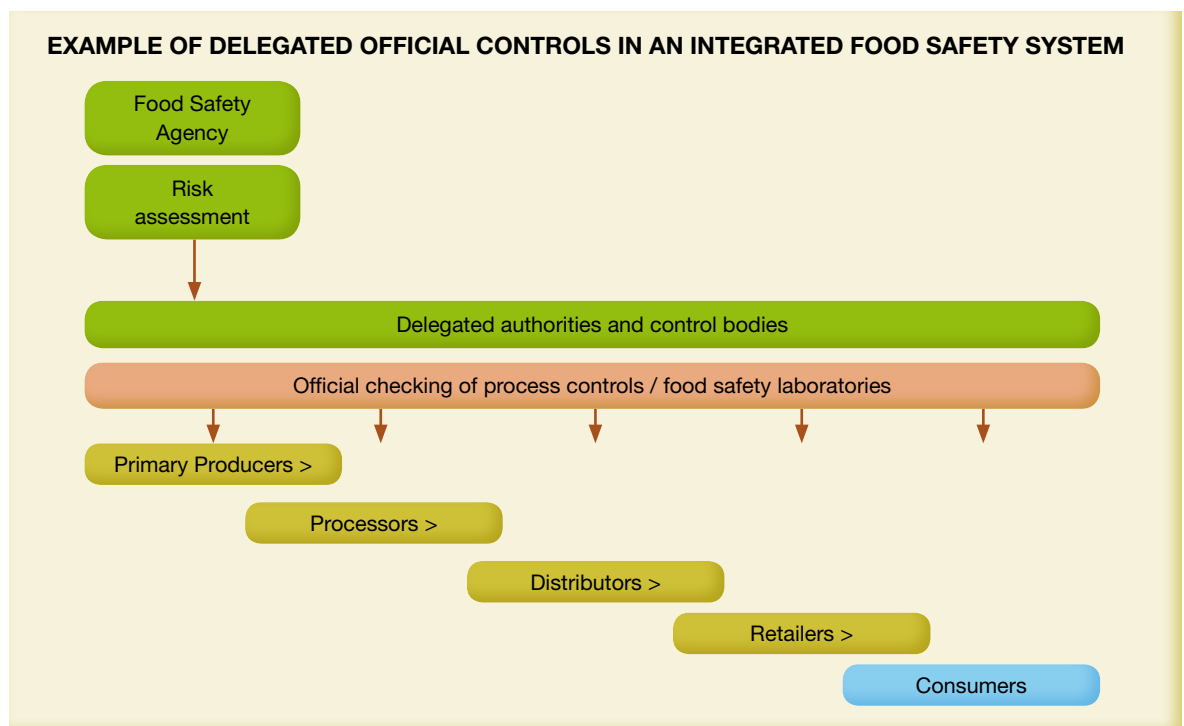 EXAMPLE OF DELEGATED OFFICIAL CONTROLS IN AN INTEGRATED FOOD SAFETY SYSTEM
Food Safety
Agency
Risk
assessment
Delegated authorities and control bodies
Official checking of process controls / food safety laboratories
Primary Producers >
Processors >
Distributors >
Retailers >
Consumers